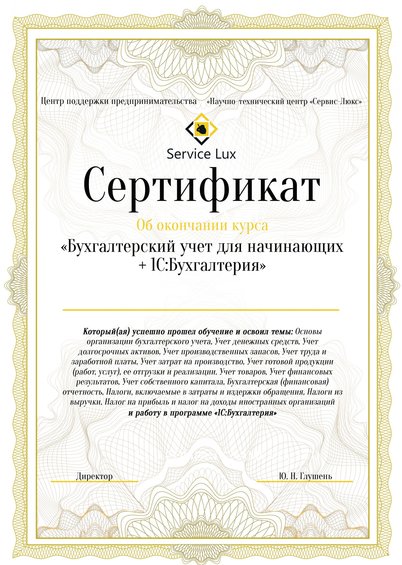 Центр поддержки предпринимательства «Научно-технический центр «Сервис-Люкс»
Service Lux
Сертификат
Об окончании курса
«Бухгалтерский учет для начинающих
+ 1С:Бухгалтерия»
Который(ая) успешно прошел обучение и освоил темы: Основы
организации бухгалтерского учета, Учет денежных средств, Учет
долгосрочных активов, Учет производственных запасов, Учет труда и
заработной платы, Учет затрат на производство, Учет готовой продукции
(работ, услуг), ее отгрузки и реализации, Учет товаров, Учет финансовых
результатов, Учет собственного капитала, Бухгалтерская (финансовая)
отчетность, Налоги, включаемые в затраты и издержки обращения, Налоги из
выручки, Налог на прибыль и налог на доходы иностранных организаций
и работу в программе «1С:Бухгалтерия»
Директор Ю. Н. Глушень